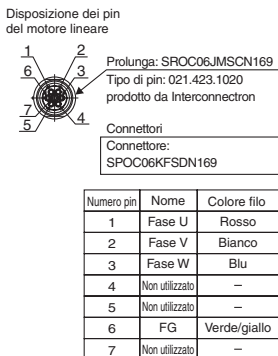 Disposizione dei pin
del motore lineare
1 2
6 3
7 4
5
Prolunga: SROC06JMSCN169
Tipo di pin: 021.423.1020
prodotto da Interconnectron
Connettori
Connettore:
SPOC06KFSDN169
Numero pin Nome Colore filo
1 Fase U Rosso
2 Fase V Bianco
3 Fase W Blu
4 Non utilizzato –
5 Non utilizzato –
6 FG Verde/giallo
7 Non utilizzato –